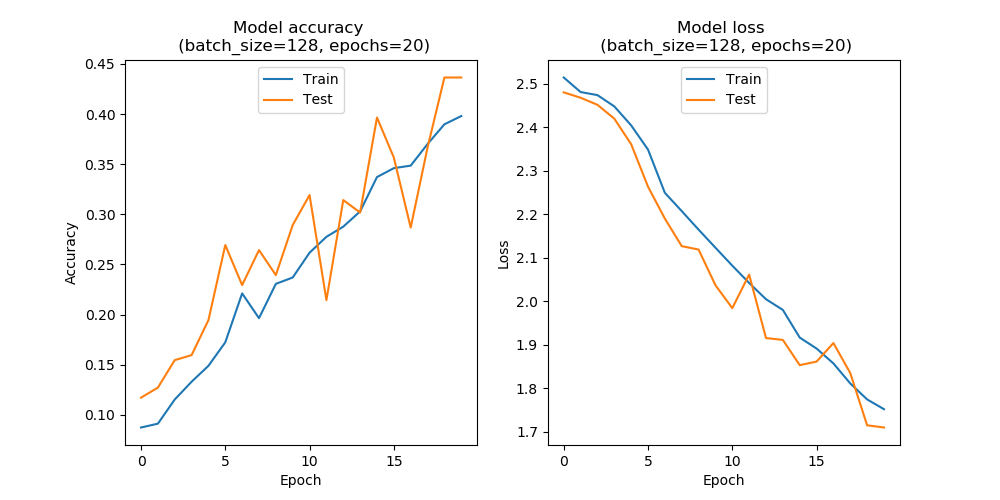 Model accuracy
(batch_size=128, epochs=20)
Train
Test
0.45
0.40
0.35
0.30
0.25
0.20
0.15
0.10
Accuracy
0 5 10 15
Epoch
Model loss
(batch_size=128, epochs=20)
Train
Test
2.5
2.4
2.3
2.2
2.1
2.0
1.9
1.8
1.7
Loss
0 5 10 15
Epoch